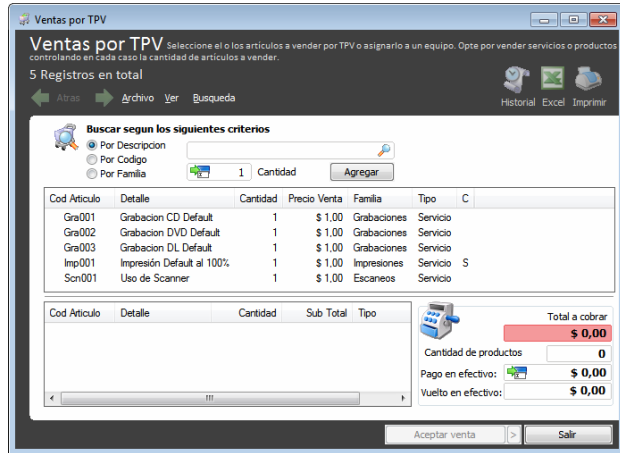 Ventas por TPV
Ventas por TPV Seleccione el o los artículos a vender por TPV o asignarlo a un equipo. Opte por vender servicios o productos
controlando en cada caso la cantidad de artículos a vender.
5 Registros en total
Atras Archivo Ver Busqueda
Historial Excel Imprimir
Buscar segun los siguientes criterios
Por Descripcion
Por Codigo
Por Familia 1 Cantidad Agregar
Cod Articulo Detalle Cantidad Precio Venta Familia Tipo C
Gra001 Grabacion CD Default 1 $ 1,00 Grabaciones Servicio
Gra002 Grabacion DVD Default 1 $ 1,00 Grabaciones Servicio
Gra003 Grabacion DL Default 1 $ 1,00 Grabaciones Servicio
Imp001 Impresión Default al 100% 1 $ 1,00 Impresiones Servicio S
Scn001 Uso de Scanner 1 $ 1,00 Escaneos Servicio
Cod Articulo Detalle Cantidad Sub Total Tipo
Total a cobrar
$ 0,00
Cantidad de productos 0
Pago en efectivo: $ 0,00
Vuelto en efectivo: $ 0,00
Aceptar venta > Salir